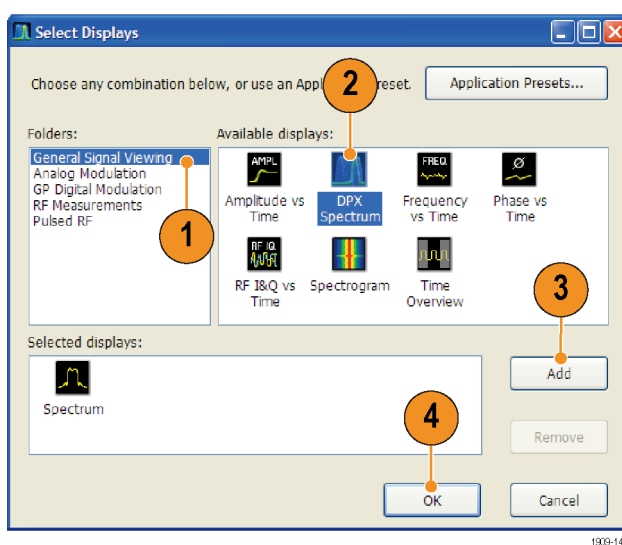 Select Displays
Choose any combination below, or use an Appl 2 reset.
Application Presets...
Folders:
General Signal Viewing
Analog Modulation
GP Digital Modulation
RF Measurements
Pulsed RF
1
Available displays:
AMPL
Amplitude vs
Time
DPX
Spectrum
FREQ
Frequency
vs Time
Ø
Phase vs
Time
RF IQ
RF I&Q vs
Time
Spectrogram
Time
Overview
3
Selected displays:
Spectrum
Add
Remove
4
OK
Cancel
1909-14